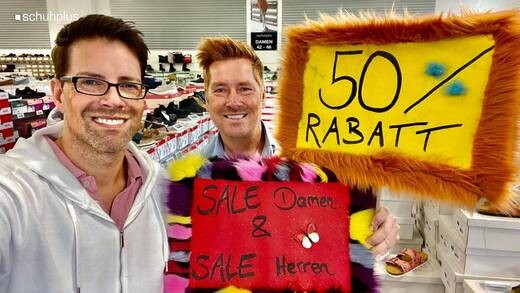 schuhplus
DAMEN
42 - 46
50%
RABATT
SALE Damen
&
SALE Herren